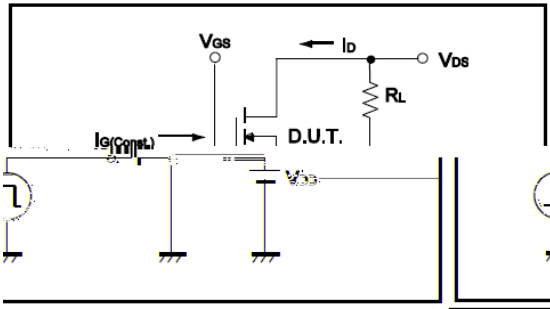 VGS
ID
VDS
RL
IG(Const.)
D.U.T.